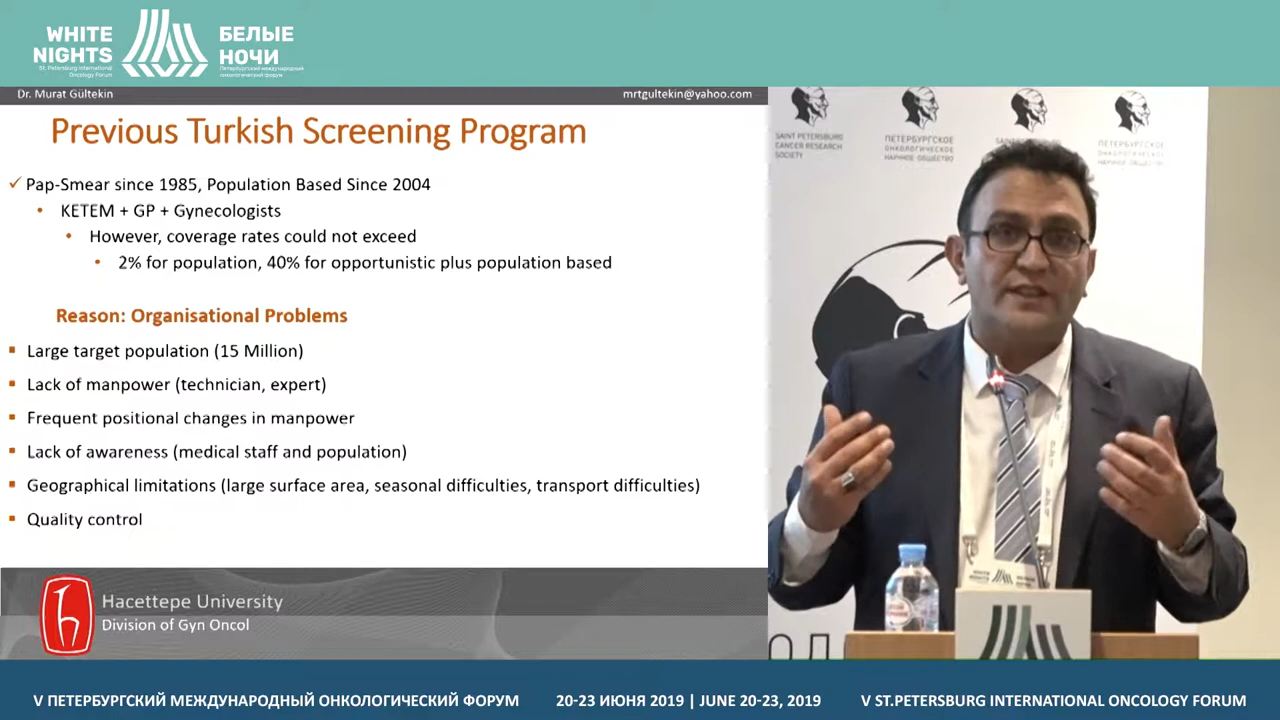 WHITE
NIGHTS
St. Petersburg International
Oncology Forum
БЕЛЫЕ
НОЧИ
Петербургский международный
онкологический форум
Dr. Murat Gültekin
mrtgultekin@yahoo.com
Previous Turkish Screening Program
✓ Pap-Smear since 1985, Population Based Since 2004
• KETEM + GP + Gynecologists
• However, coverage rates could not exceed
• 2% for population, 40% for opportunistic plus population based
Reason: Organisational Problems
▪ Large target population (15 Million)
▪ Lack of manpower (technician, expert)
▪ Frequent positional changes in manpower
▪ Lack of awareness (medical staff and population)
▪ Geographical limitations (large surface area, seasonal difficulties, transport difficulties)
▪ Quality control
Hacettepe University
Division of Gyn Oncol
SAINT PETERSBURG
CANCER RESEARCH
SOCIETY
ПЕТЕРБУРГСКОЕ
ОНКОЛОГИЧЕСКОЕ
НАУЧНОЕ ОБЩЕСТВО
SAINT PETERSBURG
ПЕТЕРБУРГСКОЕ
ОНКОЛОГИЧЕСКОЕ
НАУЧНОЕ ОБЩЕСТВО
WHITE
NIGHTS
БЕЛЫЕ
НОЧИ
V ПЕТЕРБУРГСКИЙ МЕЖДУНАРОДНЫЙ ОНКОЛОГИЧЕСКИЙ ФОРУМ
20-23 ИЮНЯ 2019 | JUNE 20-23, 2019
V ST.PETERSBURG INTERNATIONAL ONCOLOGY FORUM